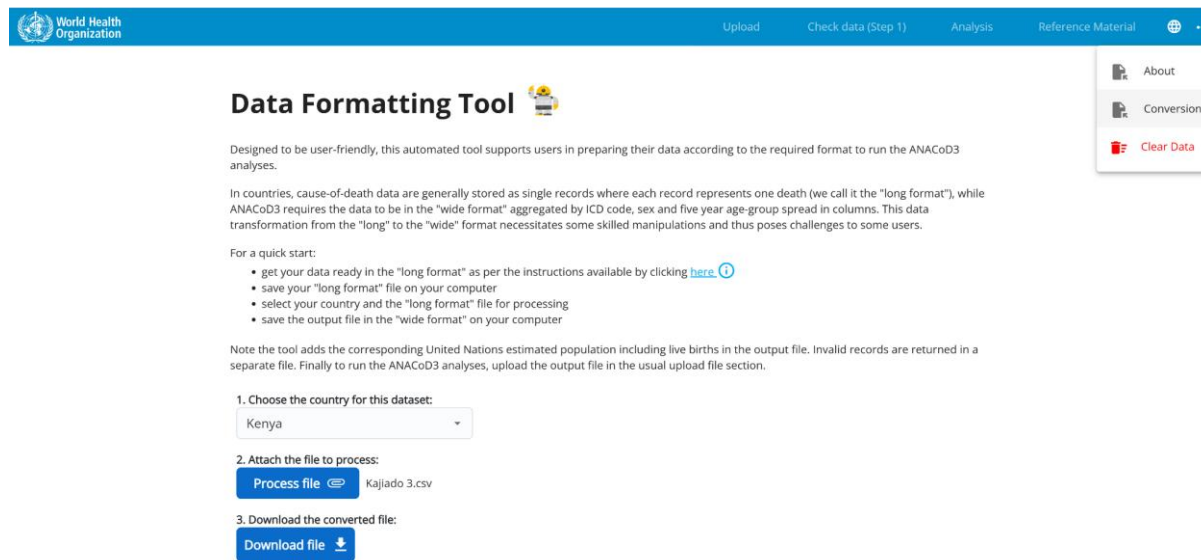 World Health
Organization
Upload
Check data (Step 1)
Analysis
Reference Material
About
Conversion
Clear Data
Data Formatting Tool
Designed to be user-friendly, this automated tool supports users in preparing their data according to the required format to run the ANACoD3
analyses.
In countries, cause-of-death data are generally stored as single records where each record represents one death (we call it the "long format"), while
ANACoD3 requires the data to be in the "wide format" aggregated by ICD code, sex and five year age-group spread in columns. This data
transformation from the "long" to the "wide" format necessitates some skilled manipulations and thus poses challenges to some users.
For a quick start:
• get your data ready in the "long format" as per the instructions available by clicking here
• save your "long format" file on your computer
• select your country and the "long format" file for processing
• save the output file in the "wide format" on your computer
Note the tool adds the corresponding United Nations estimated population including live births in the output file. Invalid records are returned in a
separate file. Finally to run the ANACoD3 analyses, upload the output file in the usual upload file section.
1. Choose the country for this dataset:
Kenya
2. Attach the file to process:
Process file Kajiado 3.csv
3. Download the converted file:
Download file